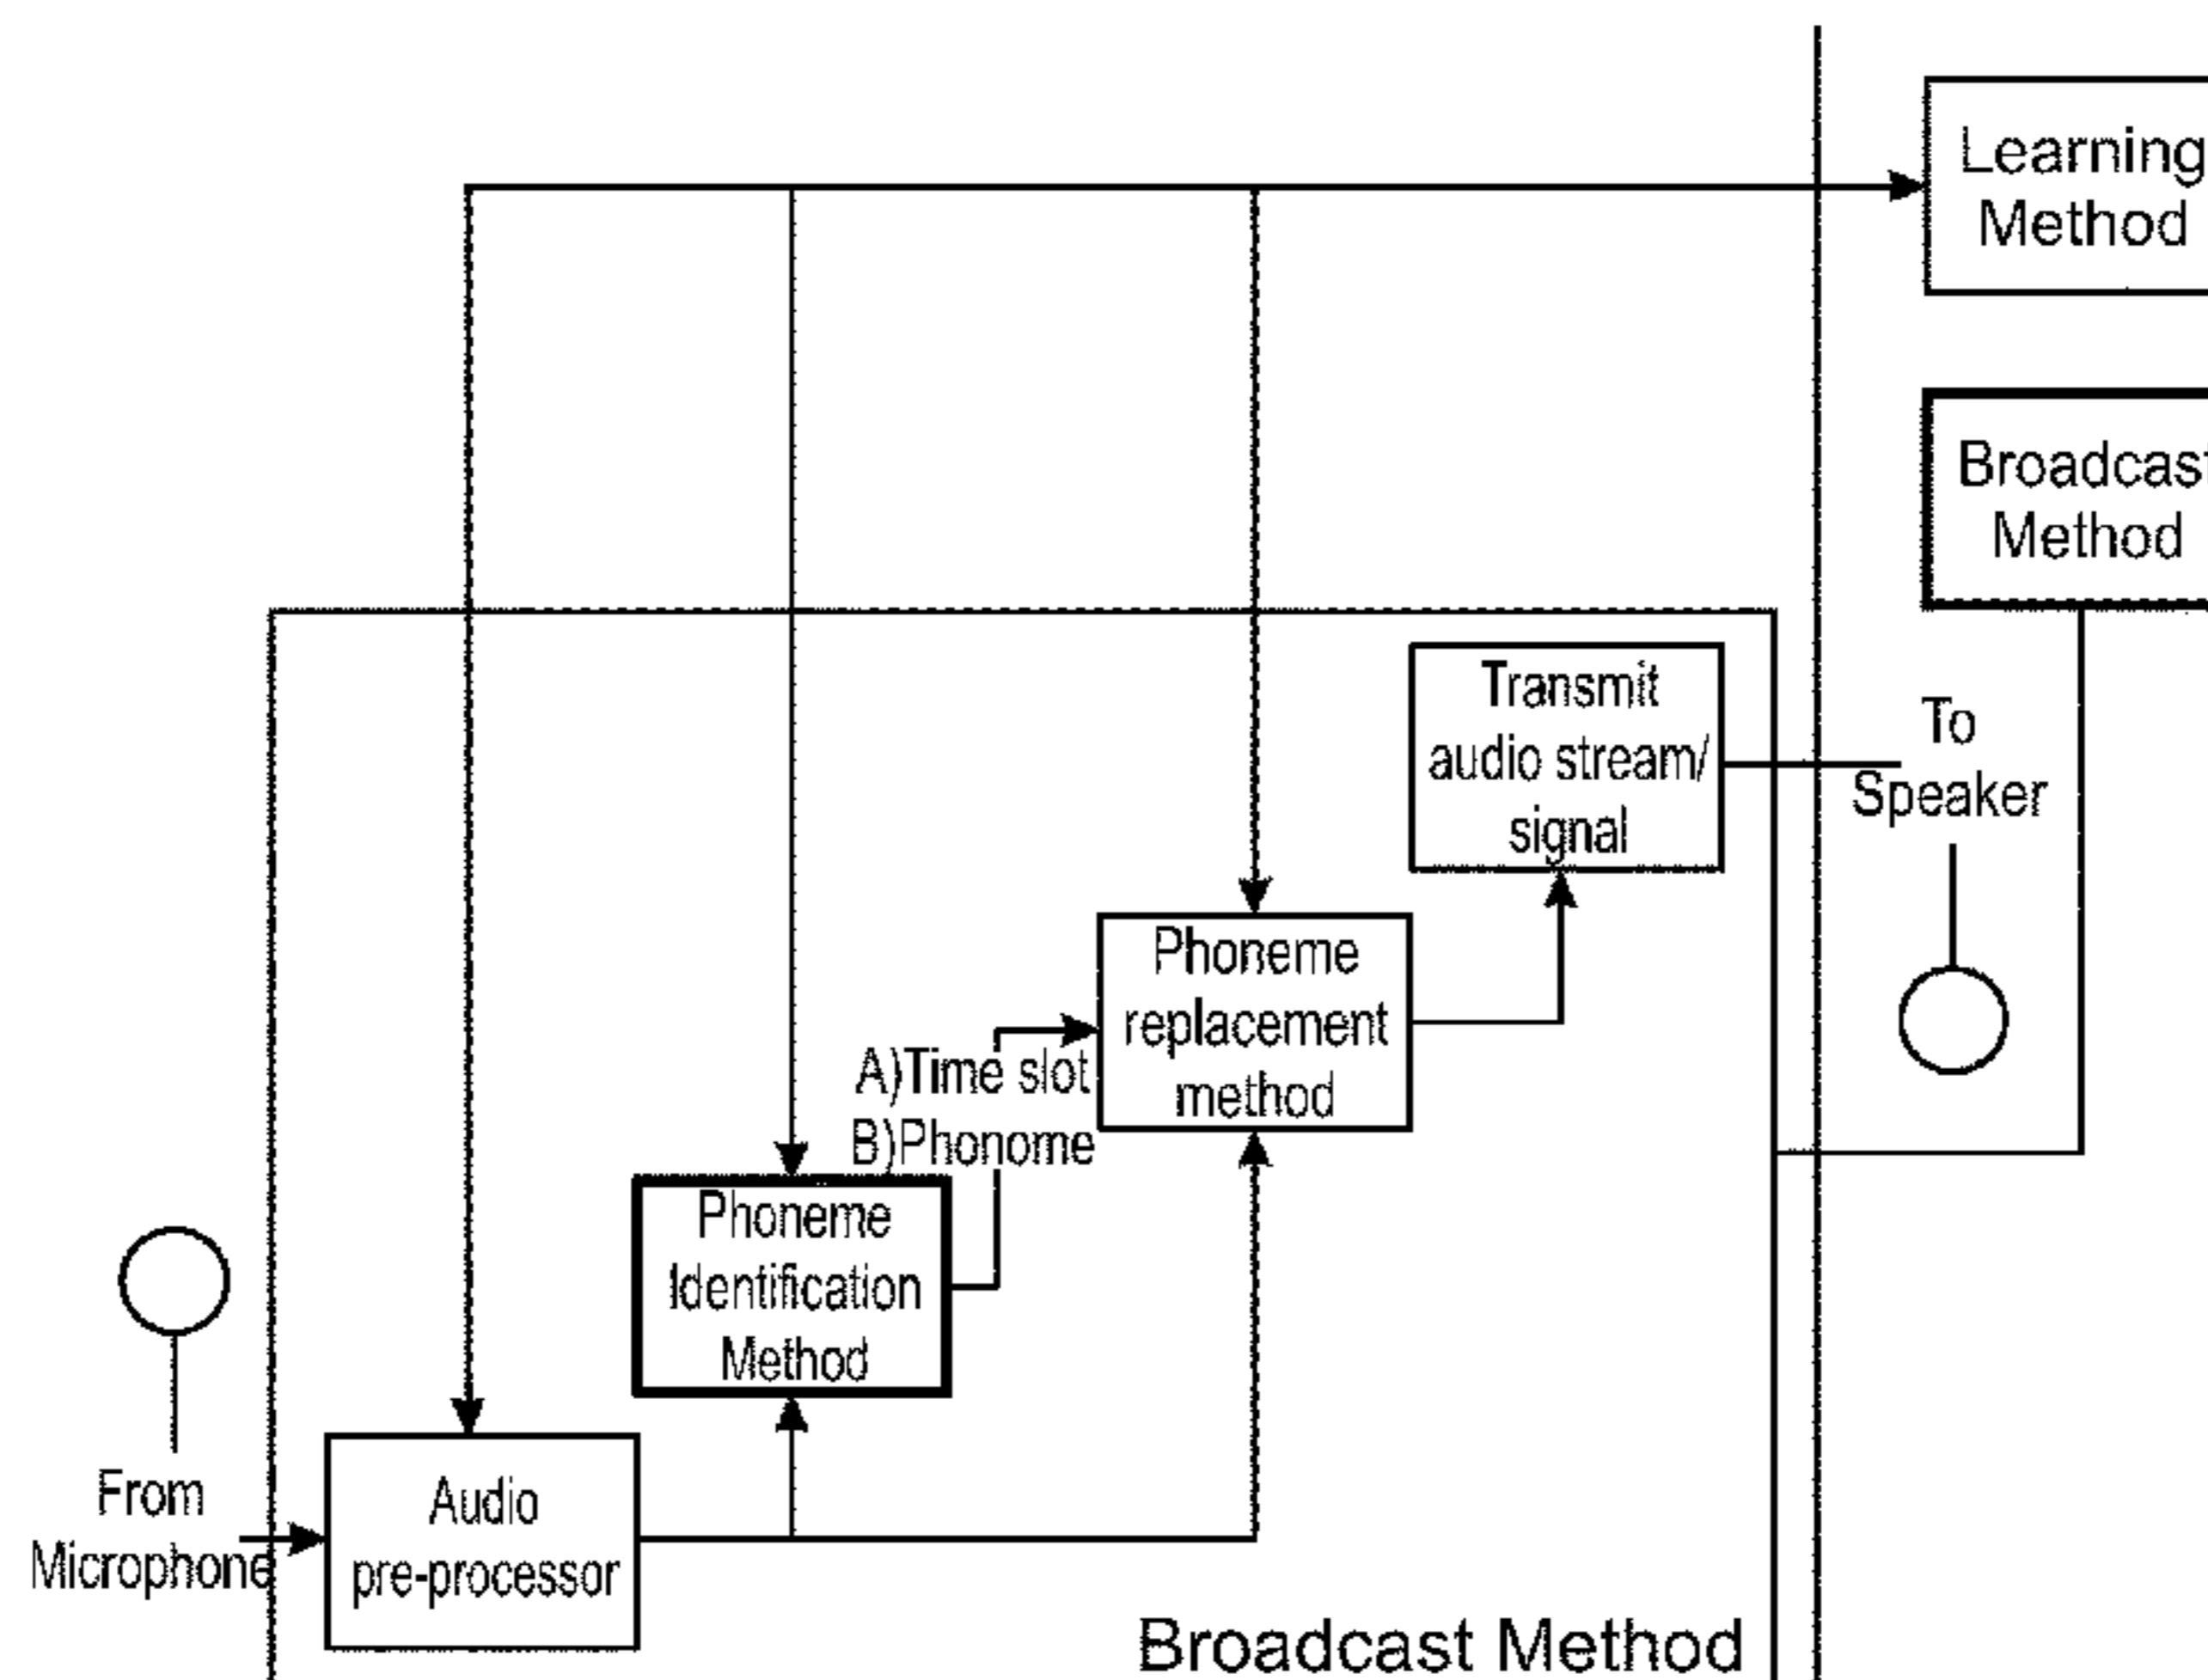 Learning
Method
Broadcast
Method
Transmit
audio stream/
signal
To
Speaker
Phoneme
replacement
method
A)Time slot
B)Phonome
Phoneme
Identification
Method
From
Microphone
Audio
pre-processor
Broadcast Method